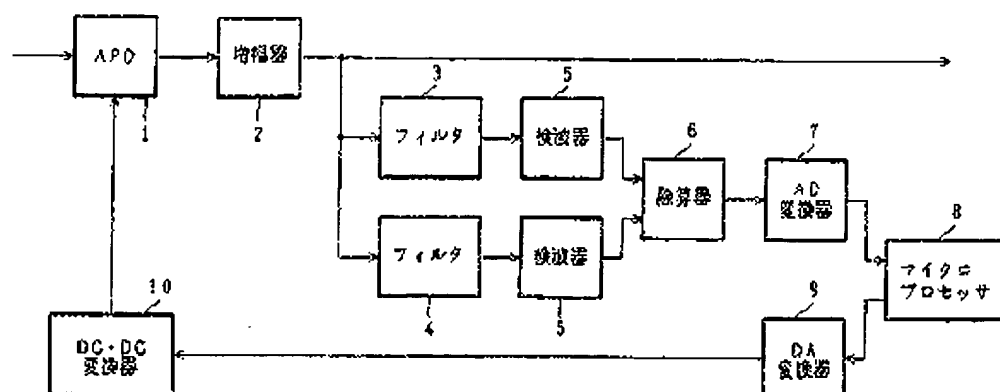 APD
増幅器
1
2
3
フィルタ
5
検波器
6
除算器
7
AD
変換器
8
マイクロ
プロセッサ
フィルタ
4
検波器
5
9
DA
変換器
10
DC・DC
変換器